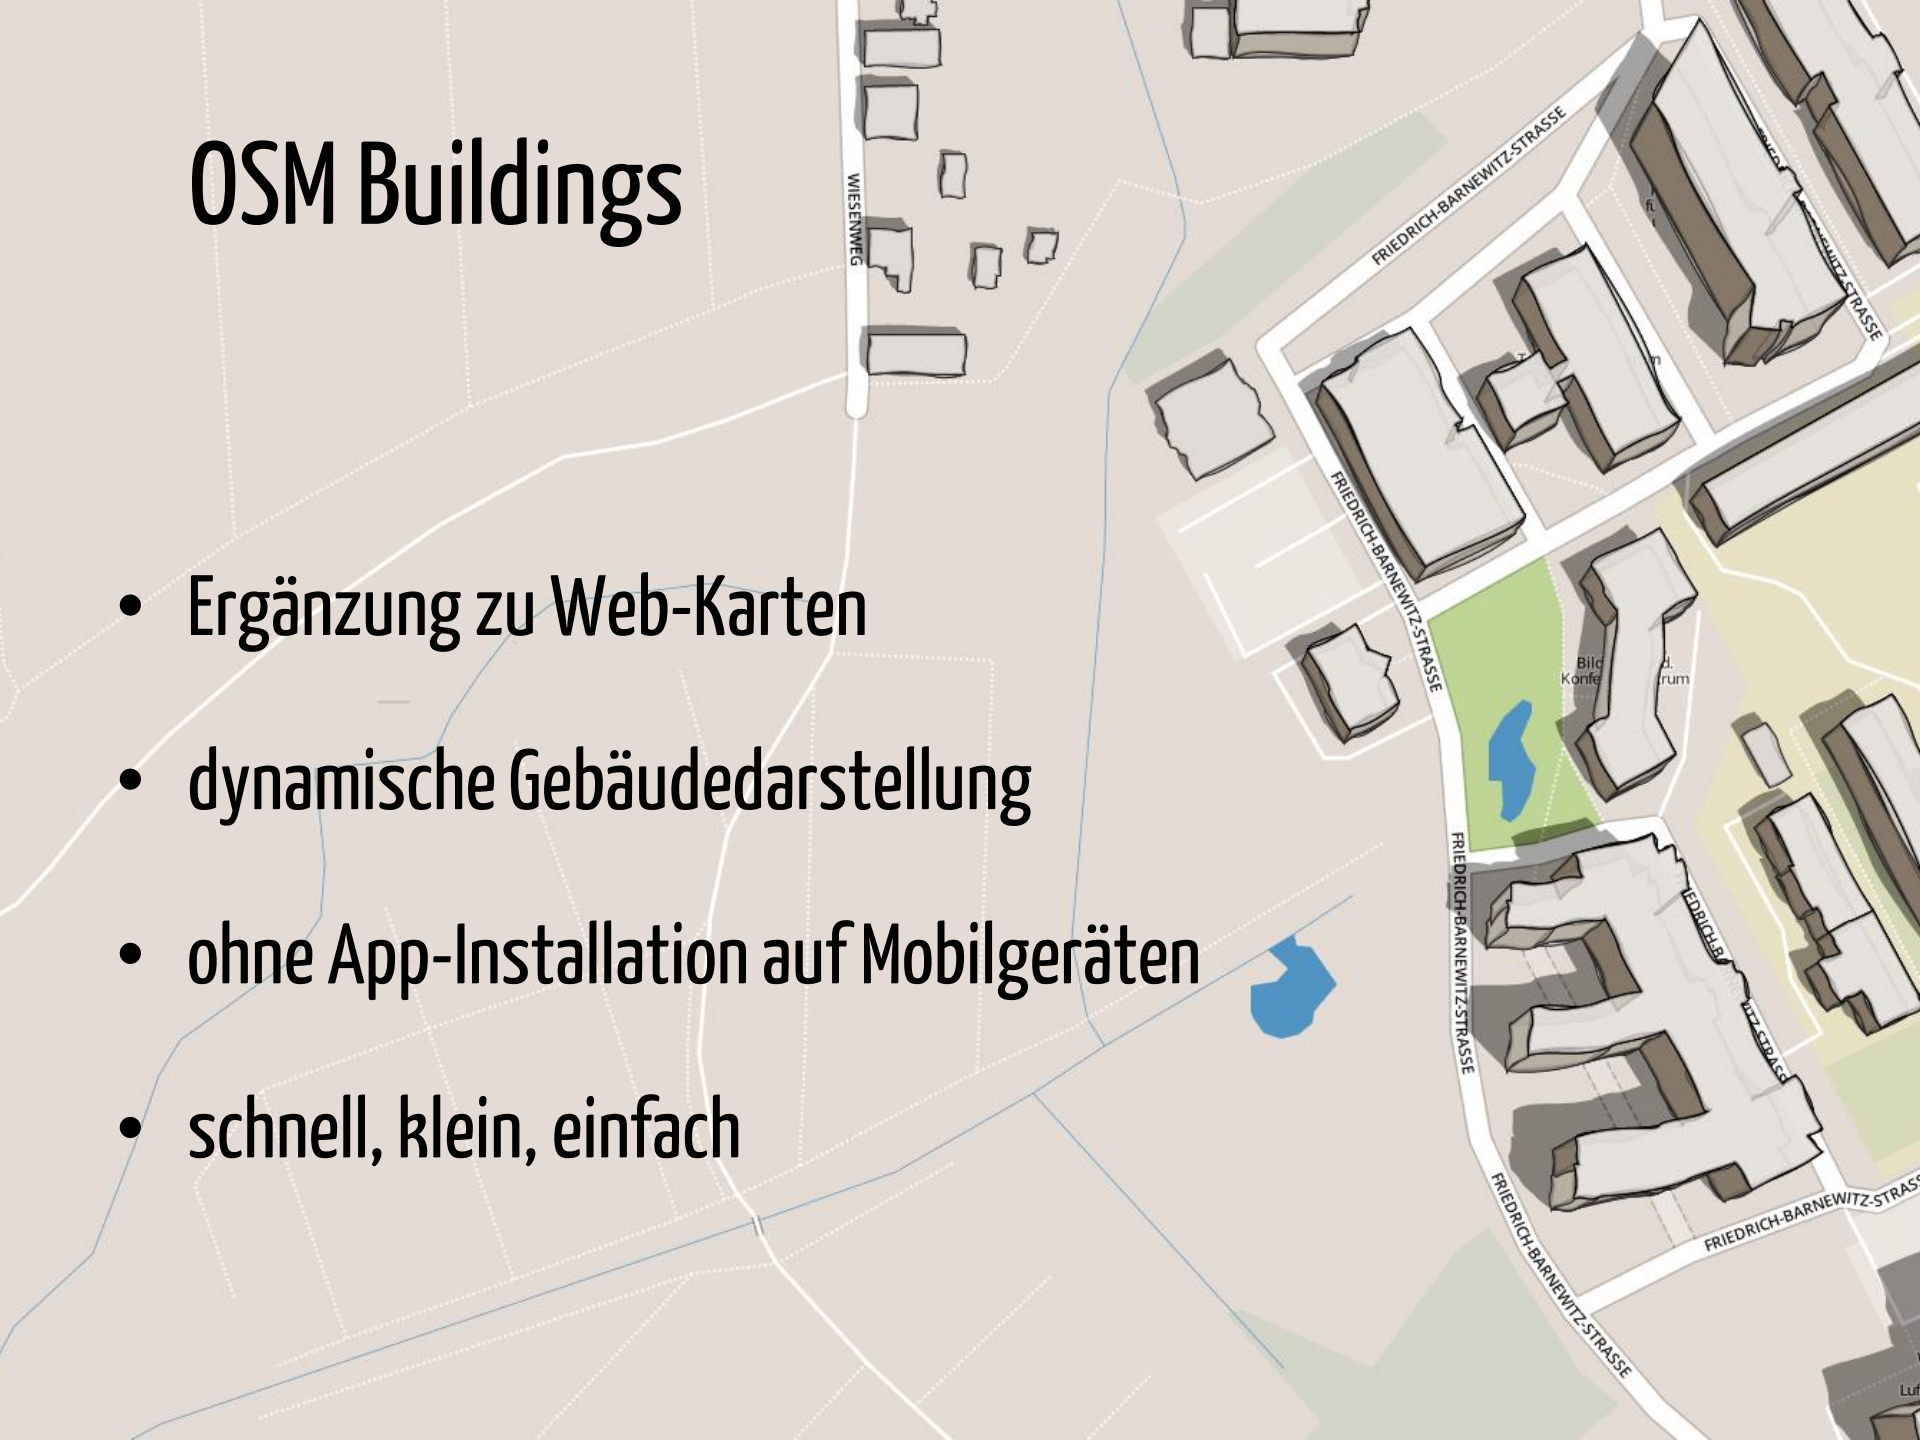 OSM Buildings
• Ergänzung zu Web-Karten
• dynamische Gebäudedarstellung
• ohne App-Installation auf Mobilgeräten
• schnell, klein, einfach
WIESENWEG
FRIEDRICH-BARNEWITZ-STRASSE
FRIEDRICH-BARNEWITZ-STRASSE
FRIEDRICH-BARNEWITZ-STRASSE
FRIEDRICH-BARNEWITZ-STRASSE
FRIEDRICH-BARNEWITZ-STRASS